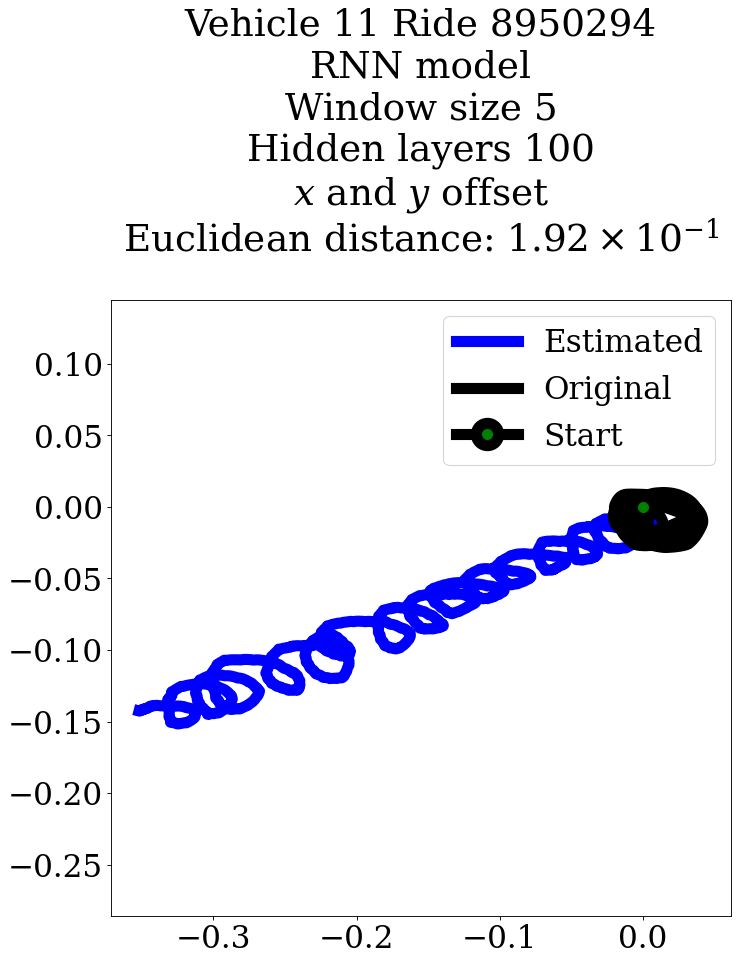 Vehicle 11 Ride 8950294
RNN model
Window size 5
Hidden layers 100
x and y offset
Euclidean distance: 1.92 × 10⁻¹
Estimated
Original
Start
0.10
0.05
0.00
−0.05
−0.10
−0.15
−0.20
−0.25
−0.3
−0.2
−0.1
0.0